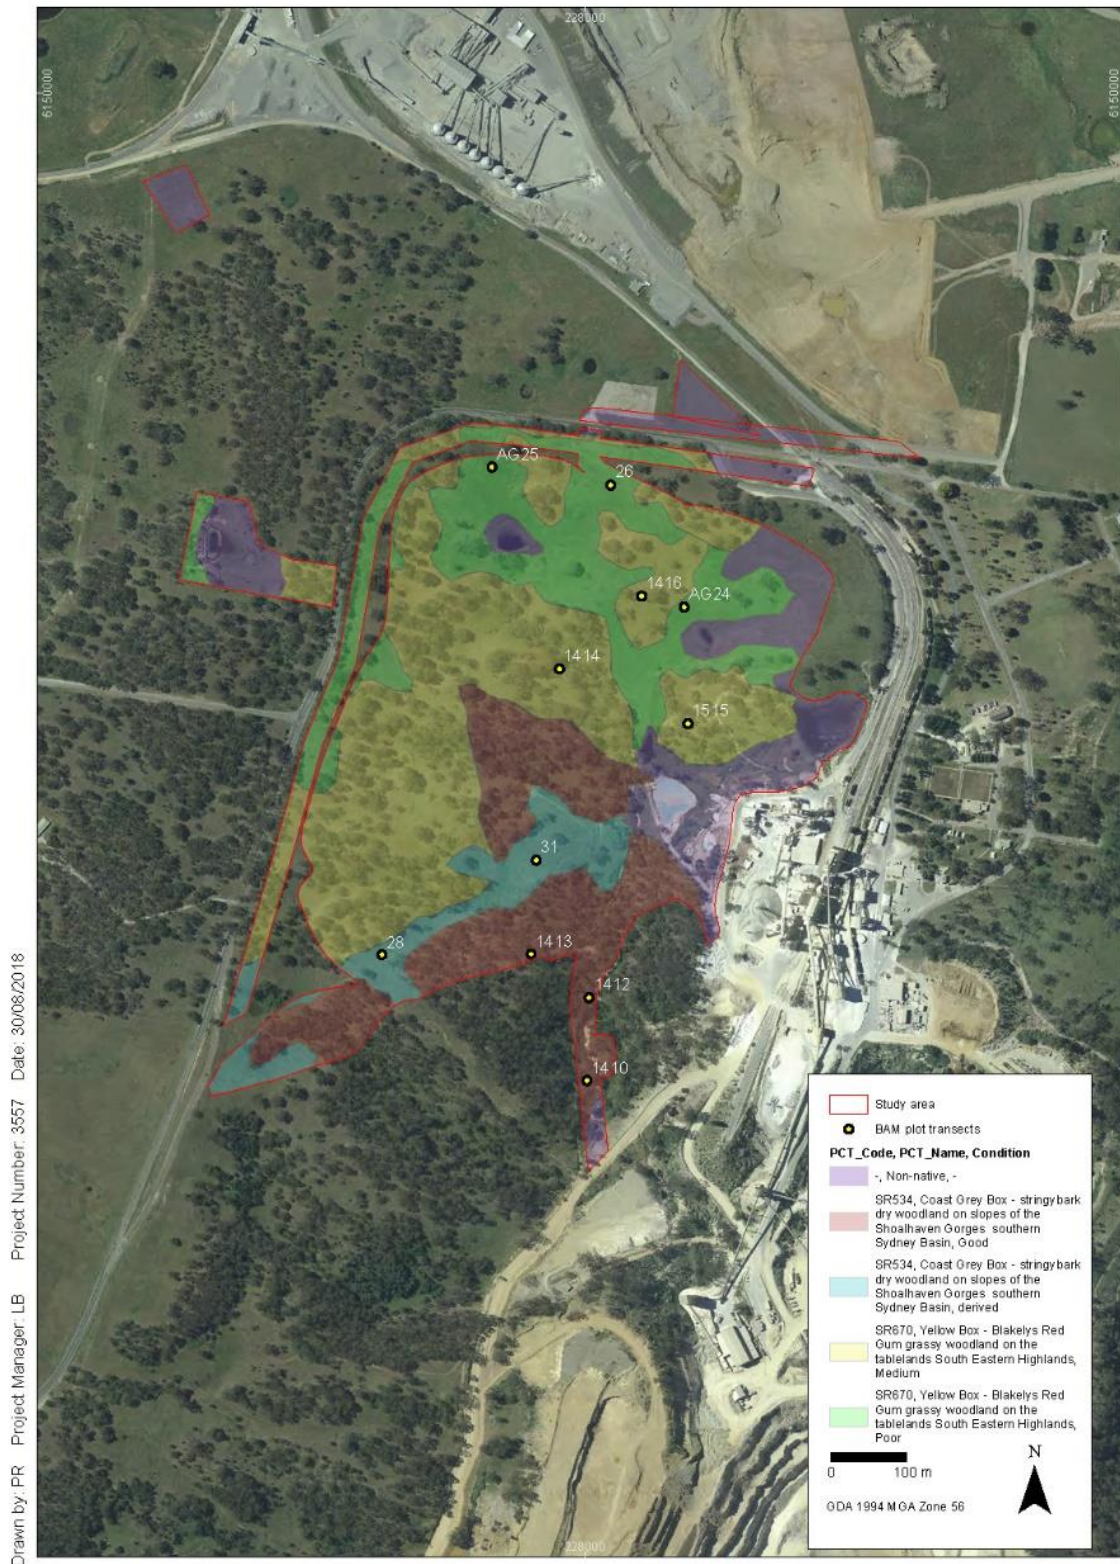 228000
6150000
6150000
AG25
26
1416
AG24
1414
1515
31
28
1413
1412
1410
Study area
BAM plot transects
PCT_Code, PCT_Name, Condition
-, Non-native, -
SR534, Coast Grey Box - stringybark
dry woodland on slopes of the
Shoalhaven Gorges southern
Sydney Basin, Good
SR534, Coast Grey Box - stringybark
dry woodland on slopes of the
Shoalhaven Gorges southern
Sydney Basin, derived
SR670, Yellow Box - Blakelys Red
Gum grassy woodland on the
tablelands South Eastern Highlands,
Medium
SR670, Yellow Box - Blakelys Red
Gum grassy woodland on the
tablelands South Eastern Highlands,
Poor
N
0 100 m
GDA 1994 MGA Zone 56
228000
Drawn by: PR Project Manager: LB Project Number: 3557 Date: 30/08/2018